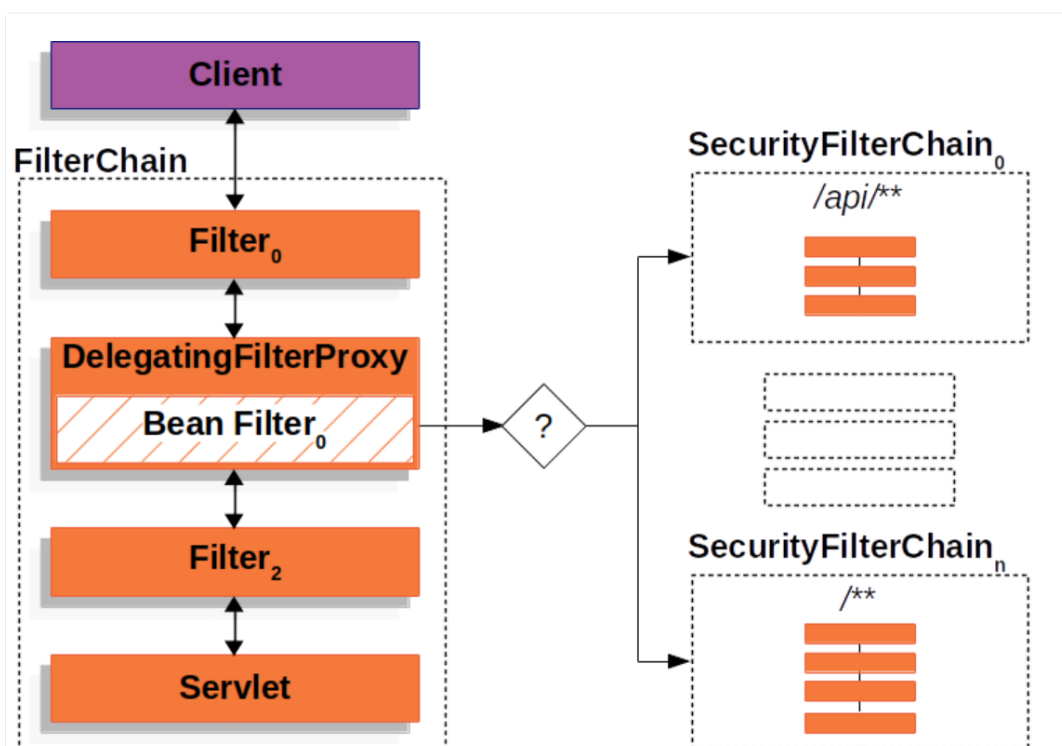 Client
FilterChain
Filter0
DelegatingFilterProxy
Bean Filter0
Filter2
Servlet
?
SecurityFilterChain0
/api/**
SecurityFilterChainn
/**